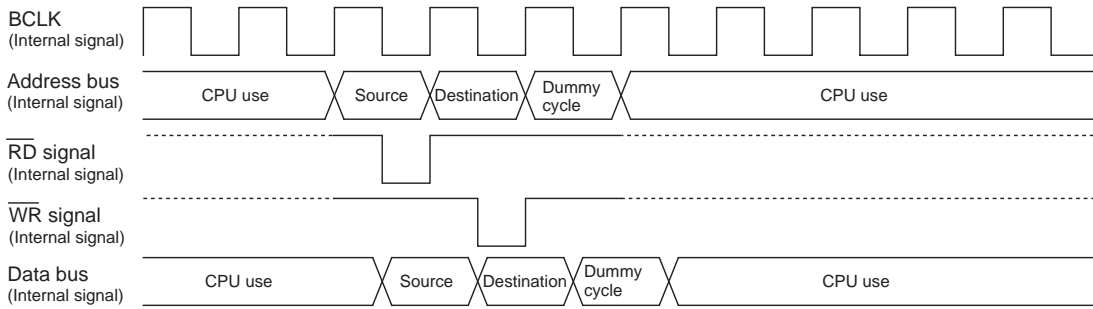 BCLK
(Internal signal)
Address bus
(Internal signal)
CPU use
Source
Destination
Dummy
cycle
CPU use
RD signal
(Internal signal)
WR signal
(Internal signal)
Data bus
(Internal signal)
CPU use
Source
Destination
Dummy
cycle
CPU use